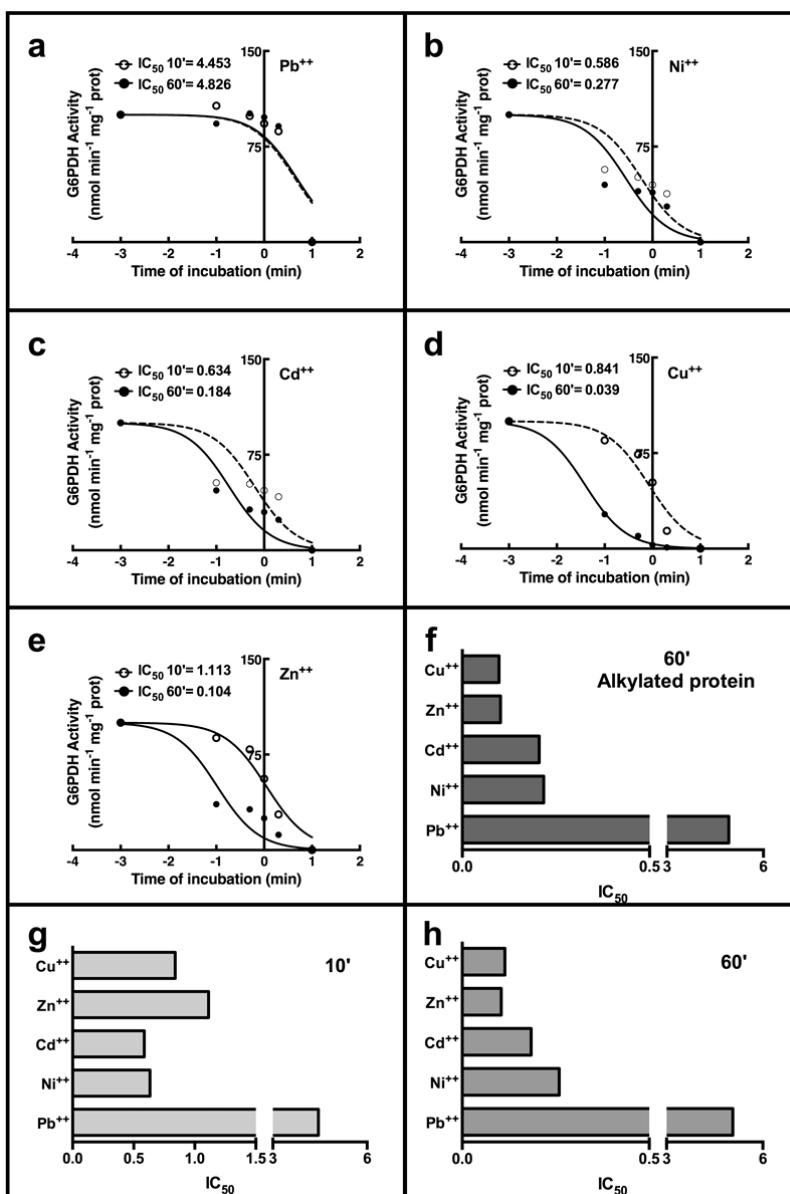 a
IC50 10'= 4.453
IC50 60'= 4.826
Pb++
G6PDH Activity
(nmol min-1 mg-1 prot)
150
75
-4 -3 -2 -1 0 1 2
Time of incubation (min)
b
IC50 10'= 0.586
IC50 60'= 0.277
Ni++
G6PDH Activity
(nmol min-1 mg-1 prot)
150
75
-4 -3 -2 -1 0 1 2
Time of incubation (min)
c
IC50 10'= 0.634
IC50 60'= 0.184
Cd++
G6PDH Activity
(nmol min-1 mg-1 prot)
150
75
-4 -3 -2 -1 0 1 2
Time of incubation (min)
d
IC50 10'= 0.841
IC50 60'= 0.039
Cu++
G6PDH Activity
(nmol min-1 mg-1 prot)
150
75
-4 -3 -2 -1 0 1 2
Time of incubation (min)
e
IC50 10'= 1.113
IC50 60'= 0.104
Zn++
G6PDH Activity
(nmol min-1 mg-1 prot)
150
75
-4 -3 -2 -1 0 1 2
Time of incubation (min)
f
60'
Alkylated protein
Cu++
Zn++
Cd++
Ni++
Pb++
0.0 0.5 3 6
IC50
g
10'
Cu++
Zn++
Cd++
Ni++
Pb++
0.0 0.5 1.0 1.5 3 6
IC50
h
60'
Cu++
Zn++
Cd++
Ni++
Pb++
0.0 0.5 3 6
IC50